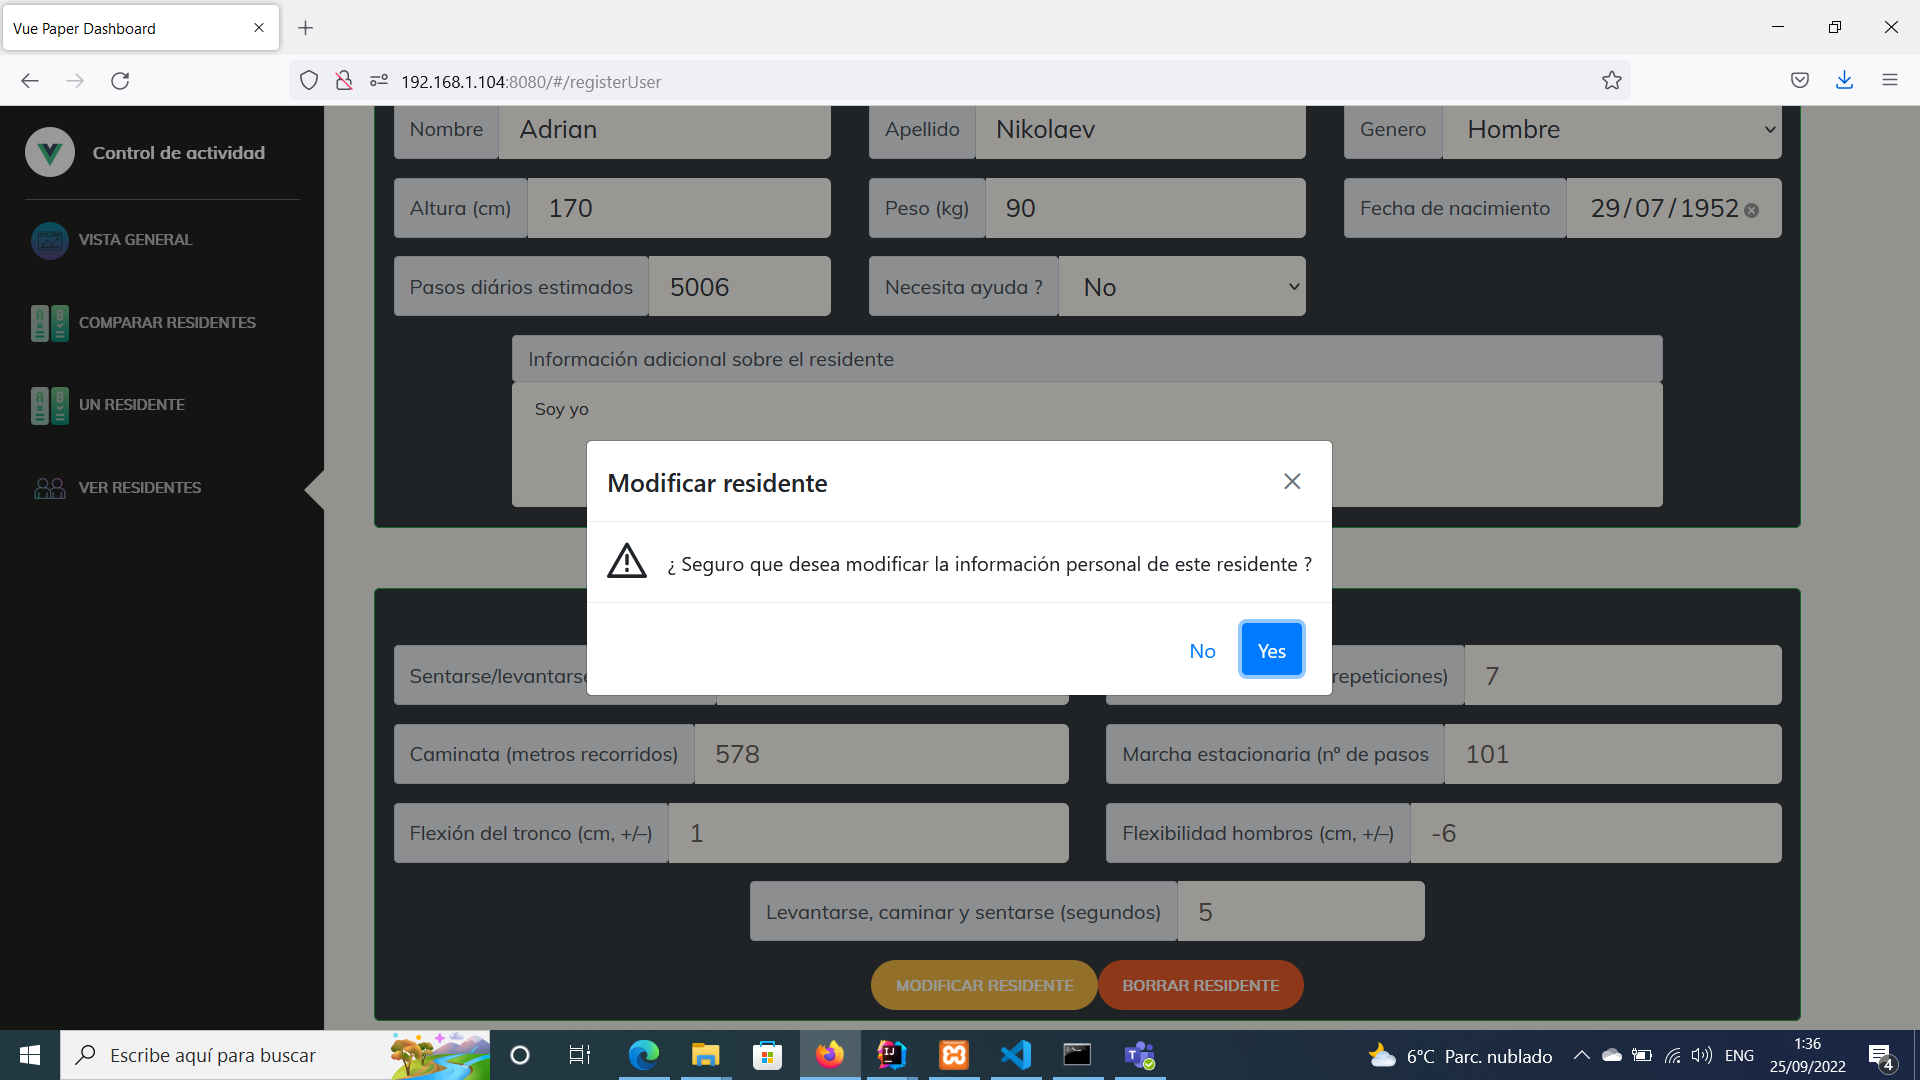 Vue Paper Dashboard
192.168.1.104:8080/#/registerUser
Control de actividad
VISTA GENERAL
COMPARAR RESIDENTES
UN RESIDENTE
VER RESIDENTES
Nombre Adrian Apellido Nikolaev Genero Hombre
Altura (cm) 170 Peso (kg) 90 Fecha de nacimiento 29/07/1952
Pasos diários estimados 5006 Necesita ayuda ? No
Información adicional sobre el residente
Soy yo
Modificar residente
¿ Seguro que desea modificar la información personal de este residente ?
No Yes
Sentarse/levantarse repeticiones) 7
Caminata (metros recorridos) 578 Marcha estacionaria (nº de pasos 101
Flexión del tronco (cm, +/–) 1 Flexibilidad hombros (cm, +/–) -6
Levantarse, caminar y sentarse (segundos) 5
MODIFICAR RESIDENTE BORRAR RESIDENTE
Escribe aquí para buscar
6°C Parc. nublado
ENG
1:36
25/09/2022
4